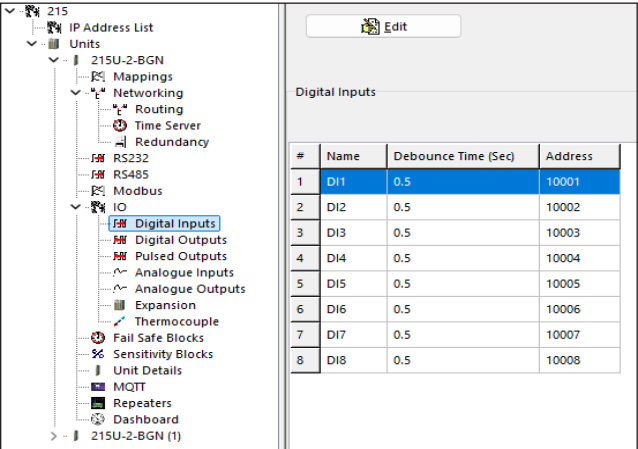 215
IP Address List
Units
215U-2-BGN
Mappings
Networking
Routing
Time Server
Redundancy
RS232
RS485
Modbus
IO
Digital Inputs
Digital Outputs
Pulsed Outputs
Analogue Inputs
Analogue Outputs
Expansion
Thermocouple
Fail Safe Blocks
Sensitivity Blocks
Unit Details
MQTT
Repeaters
Dashboard
215U-2-BGN (1)
Edit
Digital Inputs
# Name Debounce Time (Sec) Address
1 DI1 0.5 10001
2 DI2 0.5 10002
3 DI3 0.5 10003
4 DI4 0.5 10004
5 DI5 0.5 10005
6 DI6 0.5 10006
7 DI7 0.5 10007
8 DI8 0.5 10008